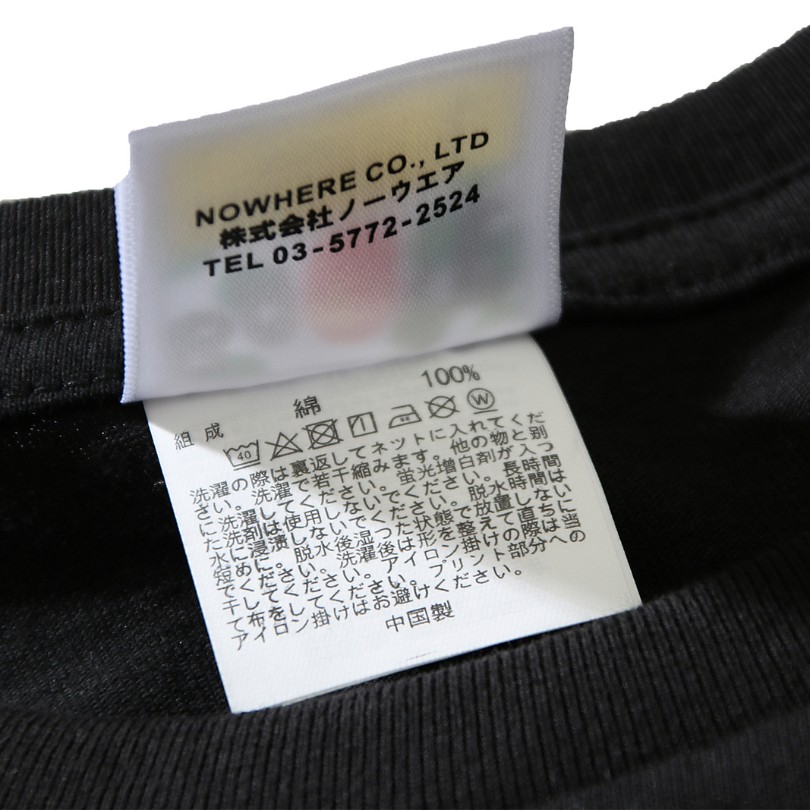 NOWHERE CO., LTD
株式会社ノーウエア
TEL 03-5772-2524
組成 綿 100%
40 W
洗濯の際は裏返してネットに入れてくだ
さい。洗濯で若干縮みます。他の物と別
に洗濯してください。蛍光増白剤が入っ
た洗剤は使用しないでください。長時間
水に浸漬しないでください。脱水時間は
短め 脱水後湿った状態で放置しない
でください。洗濯後は形を整えて直ちに
干してください。アイロン掛けの際は当
て布をしてください。プリント部分への
アイロン掛けはお避けください。
中国製